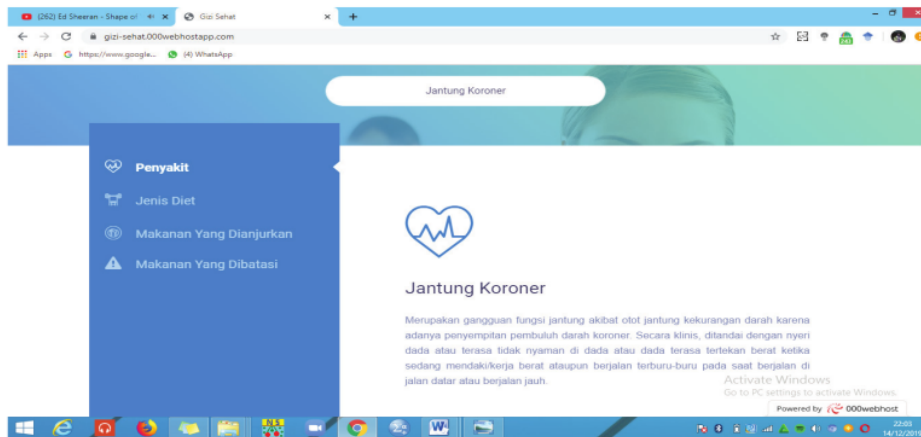 (262) Ed Sheeran - Shape of
Gizi Sehat
gizi-sehat.000webhostapp.com
Apps
https://www.google...
(4) WhatsApp
Jantung Koroner
Penyakit
Jenis Diet
Makanan Yang Dianjurkan
Makanan Yang Dibatasi
Jantung Koroner
Merupakan gangguan fungsi jantung akibat otot jantung kekurangan darah karena
adanya penyempitan pembuluh darah koroner. Secara klinis, ditandai dengan nyeri
dada atau terasa tidak nyaman di dada atau dada terasa tertekan berat ketika
sedang mendaki/kerja berat ataupun berjalan terburu-buru pada saat berjalan di
jalan datar atau berjalan jauh.
Activate Windows
Go to PC settings to activate Windows.
Powered by 000webhost
22:03